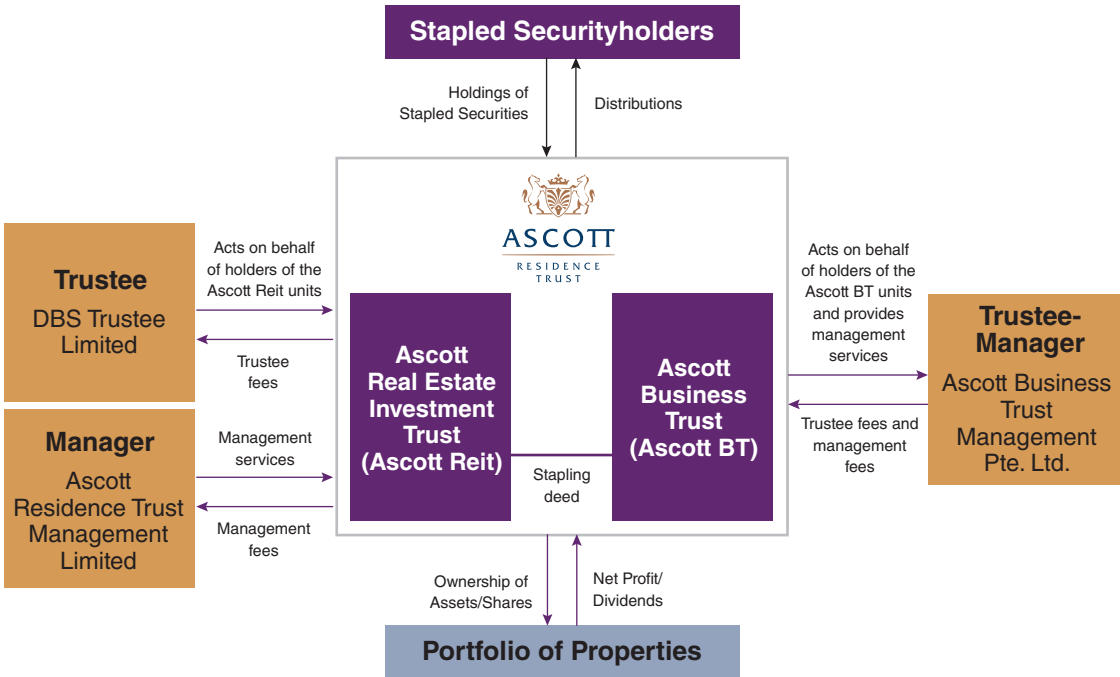 Stapled Securityholders
Holdings of
Stapled Securities
Distributions
ASCOTT
RESIDENCE
TRUST
Trustee
DBS Trustee
Limited
Acts on behalf
of holders of the
Ascott Reit units
Trustee
fees
Manager
Ascott
Residence Trust
Management
Limited
Management
services
Management
fees
Ascott
Real Estate
Investment
Trust
(Ascott Reit)
Stapling
deed
Ascott
Business
Trust
(Ascott BT)
Acts on behalf
of holders of the
Ascott BT units
and provides
management
services
Trustee fees and
management
fees
Trustee-
Manager
Ascott Business
Trust
Management
Pte. Ltd.
Ownership of
Assets/Shares
Net Profit/
Dividends
Portfolio of Properties